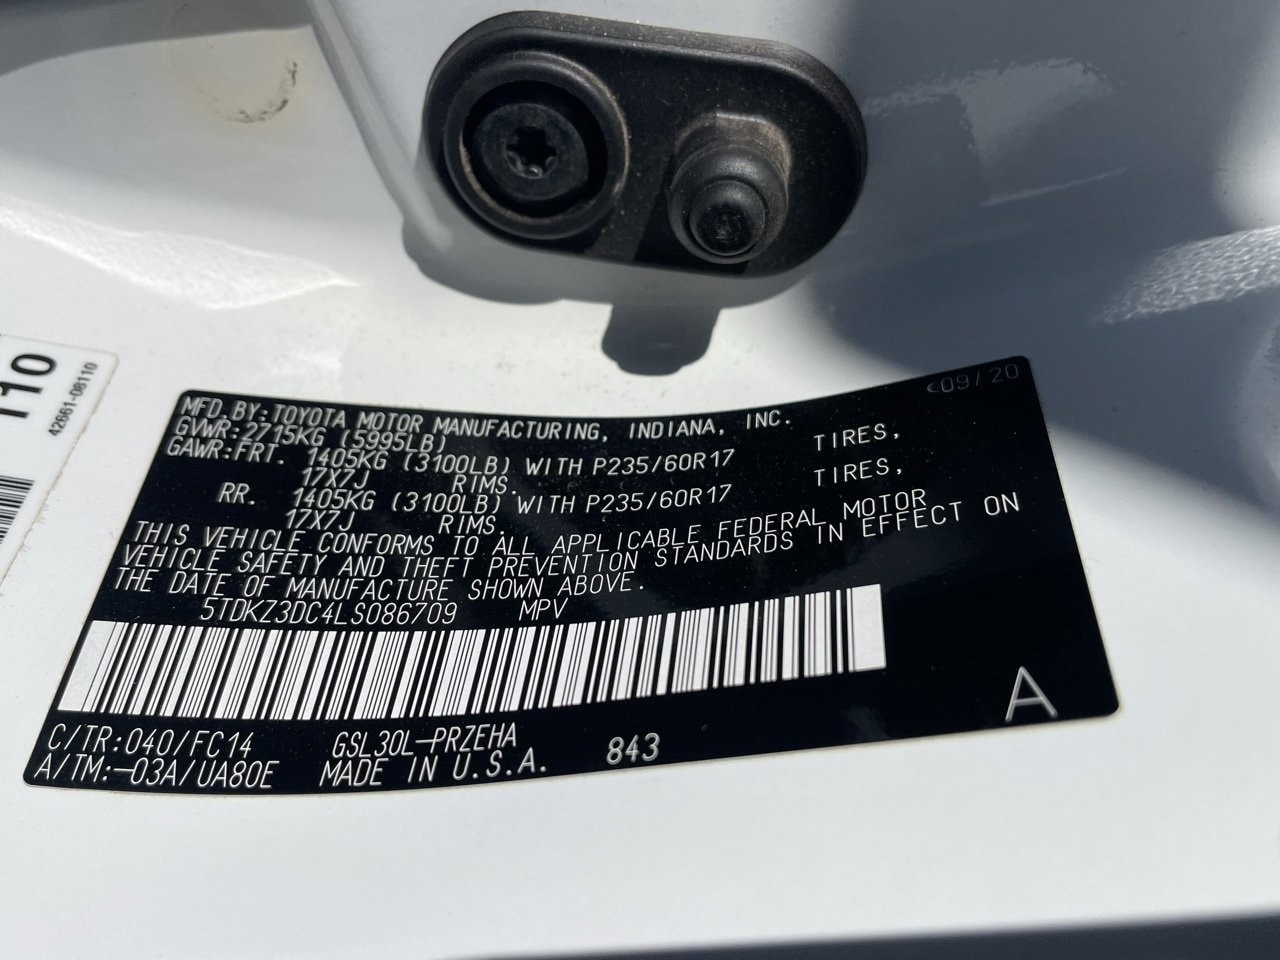 <09/20
MFD.BY:TOYOTA MOTOR MANUFACTURING, INDIANA, INC.
GVWR:2715KG (5995LB)
GAWR:FRT. 1405KG (3100LB) WITH P235/60R17 TIRES,
17X7J RIMS.
RR. 1405KG (3100LB) WITH P235/60R17 TIRES,
17X7J RIMS.
THIS VEHICLE CONFORMS TO ALL APPLICABLE FEDERAL MOTOR
VEHICLE SAFETY AND THEFT PREVENTION STANDARDS IN EFFECT ON
THE DATE OF MANUFACTURE SHOWN ABOVE.
5TDKZ3DC4LS086709 MPV
C/TR:040/FC14 GSL30L-PRZEHA 843
A/TM:-03A/UA80E MADE IN U.S.A.
A
110
42661-08110